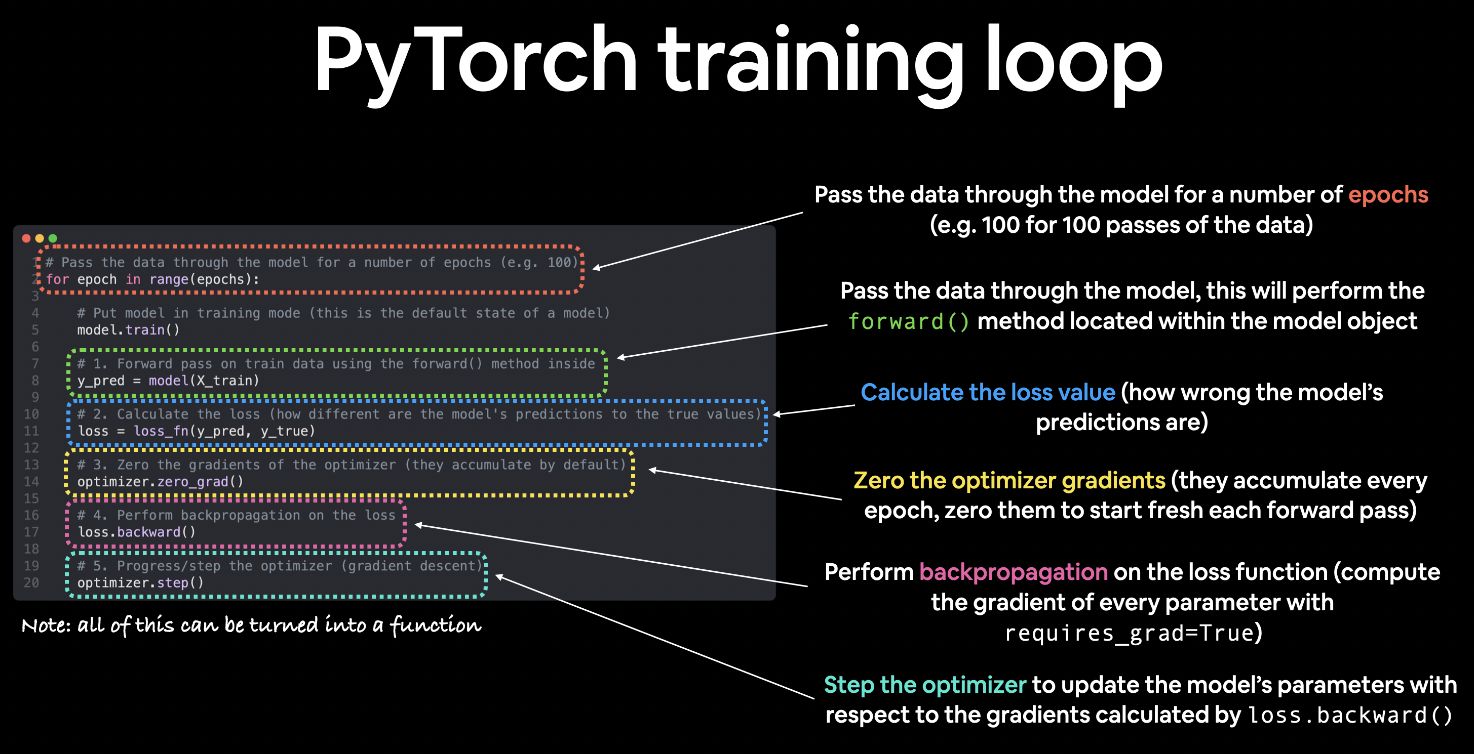 PyTorch training loop
Pass the data through the model for a number of epochs
(e.g. 100 for 100 passes of the data)
1 # Pass the data through the model for a number of epochs (e.g. 100)
2 for epoch in range(epochs):
3
4 # Put model in training mode (this is the default state of a model)
5 model.train()
6
7 # 1. Forward pass on train data using the forward() method inside
8 y_pred = model(X_train)
9
10 # 2. Calculate the loss (how different are the model's predictions to the true values)
11 loss = loss_fn(y_pred, y_true)
12
13 # 3. Zero the gradients of the optimizer (they accumulate by default)
14 optimizer.zero_grad()
15
16 # 4. Perform backpropagation on the loss
17 loss.backward()
18
19 # 5. Progress/step the optimizer (gradient descent)
20 optimizer.step()
Note: all of this can be turned into a function
Pass the data through the model, this will perform the
forward() method located within the model object
Calculate the loss value (how wrong the model's
predictions are)
Zero the optimizer gradients (they accumulate every
epoch, zero them to start fresh each forward pass)
Perform backpropagation on the loss function (compute
the gradient of every parameter with
requires_grad=True)
Step the optimizer to update the model's parameters with
respect to the gradients calculated by loss.backward()